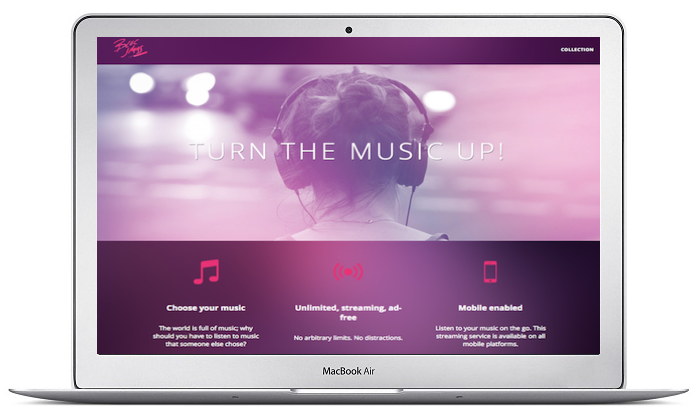 Bloc
Jams
COLLECTION
TURN THE MUSIC UP!
Choose your music
The world is full of music; why
should you have to listen to music
that someone else chose?
Unlimited, streaming, ad-
free
No arbitrary limits. No distractions.
Mobile enabled
Listen to your music on the go. This
streaming service is available on all
mobile platforms.
MacBook Air